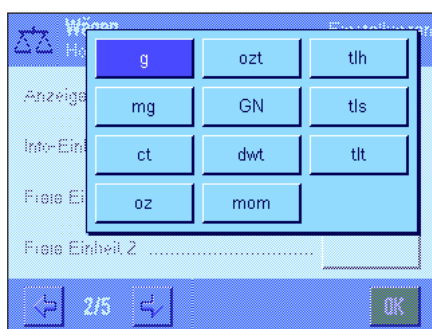 Wägen
g ozt tlh
Anzeige
mg GN tls
Info-Ein
ct dwt tlt
Freie Ei
oz mom
Freie Einheit 2 ........................
2/5 OK